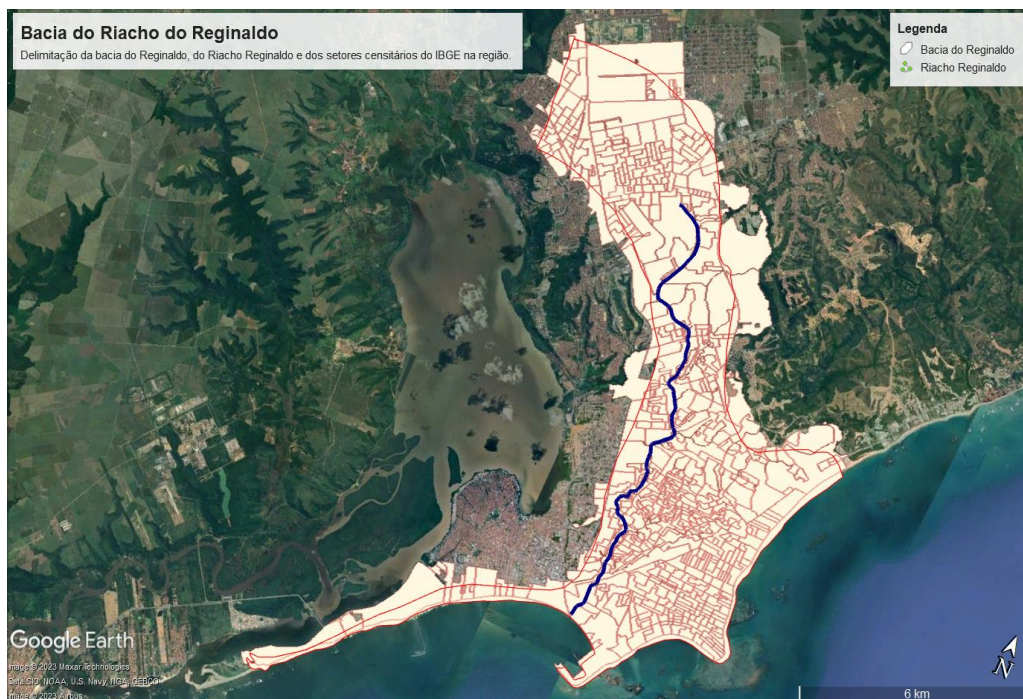 Bacia do Riacho do Reginaldo
Delimitação da bacia do Reginaldo, do Riacho Reginaldo e dos setores censitários do IBGE na região.
Legenda
Bacia do Reginaldo
Riacho Reginaldo
Google Earth
Image © 2023 Maxar Technologies
Data SIO, NOAA, U.S. Navy, NGA, GEBCO
Image © 2023 Airbus
N
6 km